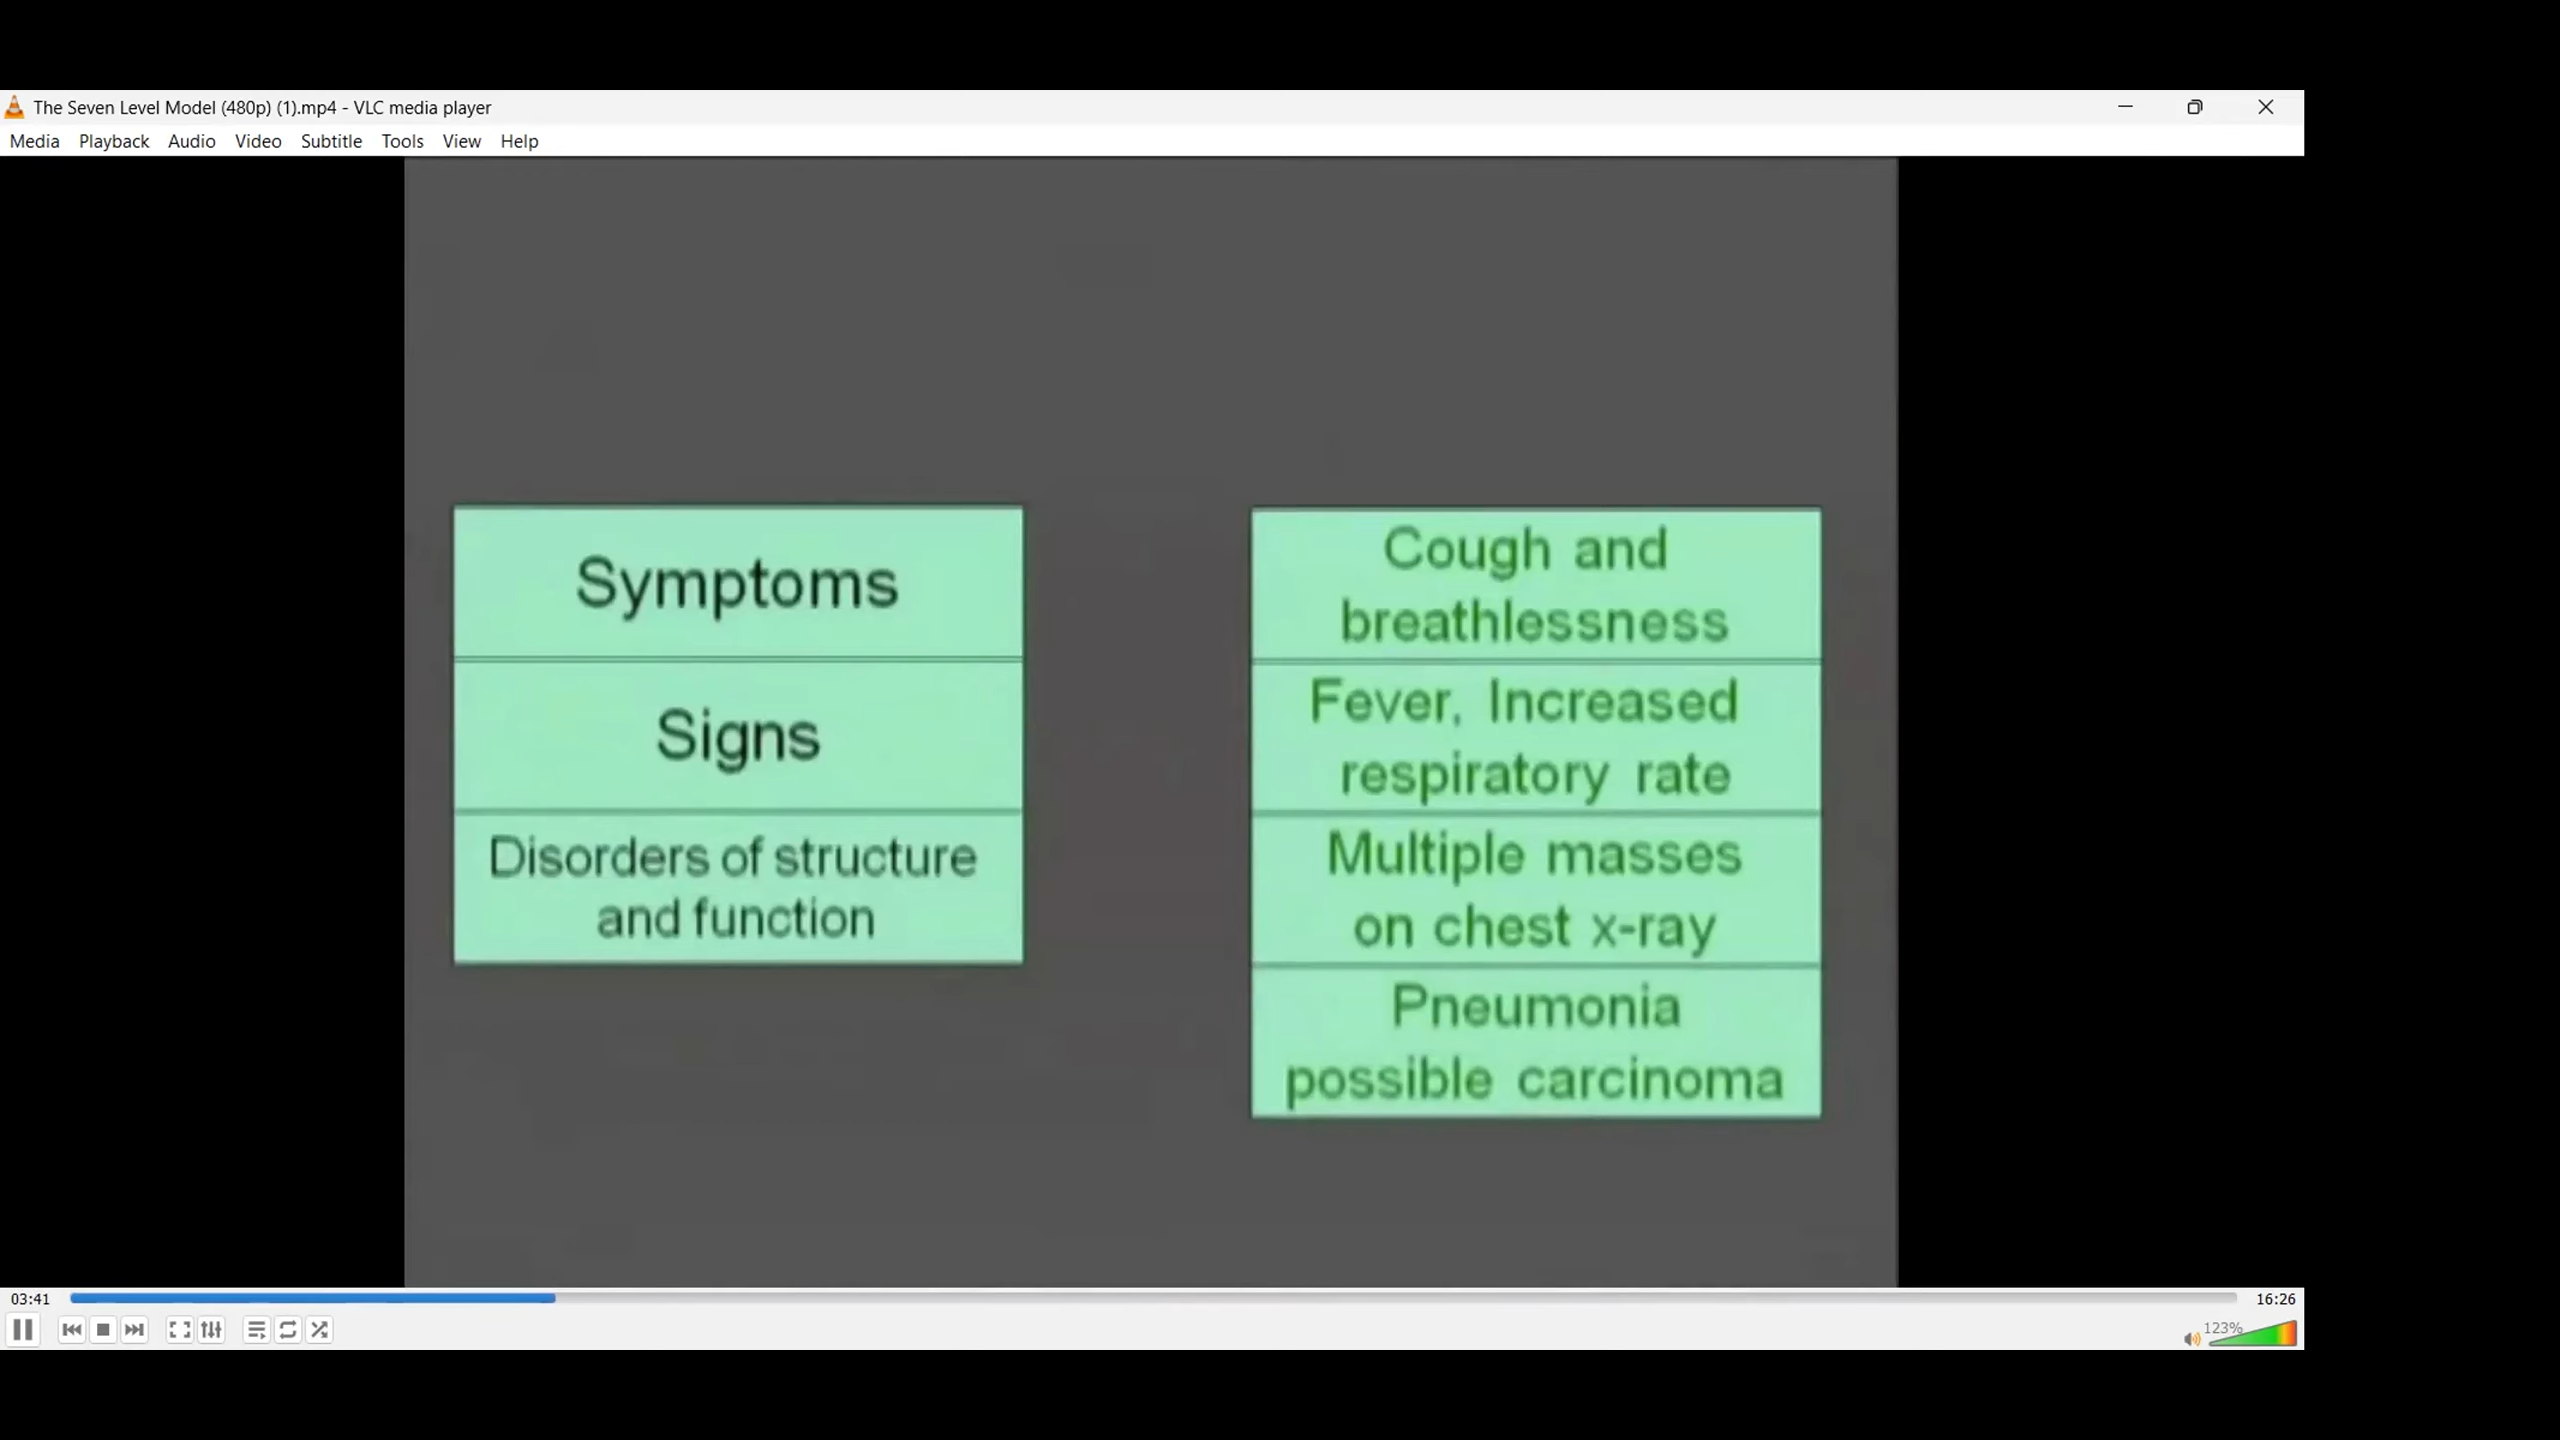 The Seven Level Model (480p) (1).mp4 - VLC media player
Media Playback Audio Video Subtitle Tools View Help
Symptoms
Signs
Disorders of structure
and function
Cough and
breathlessness
Fever, Increased
respiratory rate
Multiple masses
on chest x-ray
Pneumonia
possible carcinoma
03:41
16:26
123%